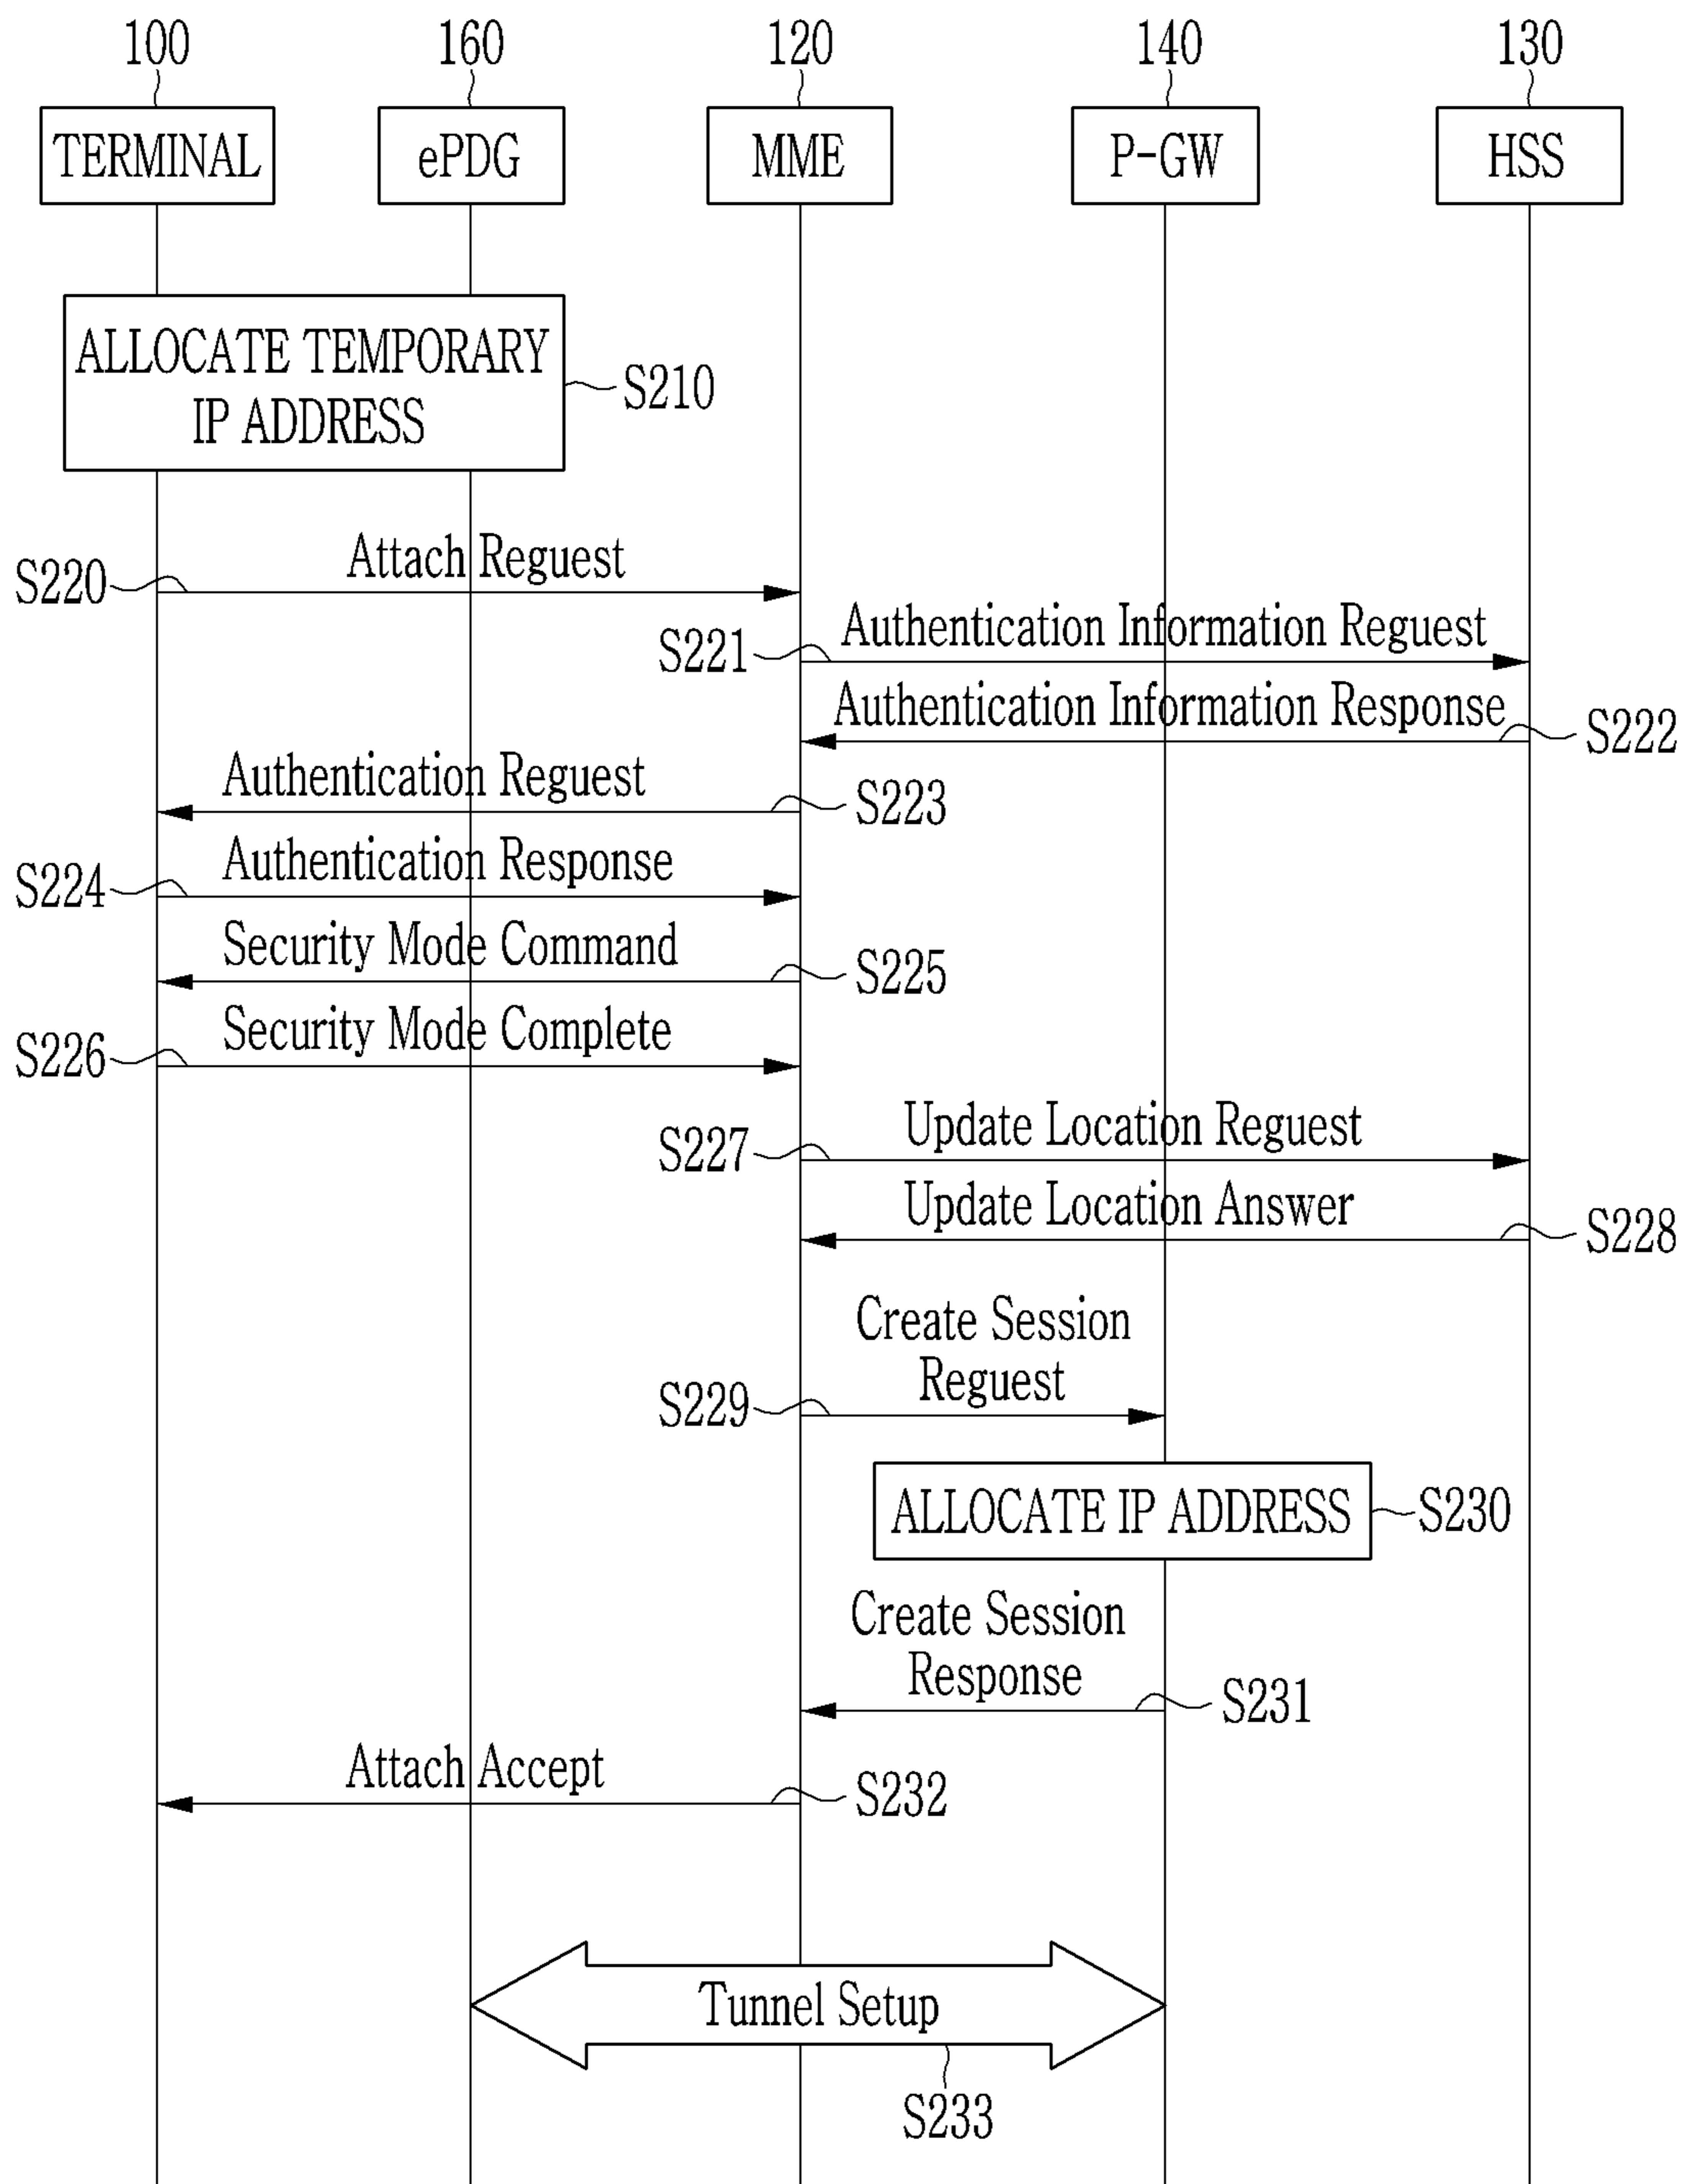 100
160
120
140
130
TERMINAL
ePDG
MME
P-GW
HSS
ALLOCATE TEMPORARY
IP ADDRESS
S210
Attach Reguest
S220
Authentication Information Reguest
S221
Authentication Information Response
S222
Authentication Reguest
S223
Authentication Response
S224
Security Mode Command
S225
Security Mode Complete
S226
Update Location Reguest
S227
Update Location Answer
S228
Create Session
Reguest
S229
ALLOCATE IP ADDRESS
S230
Create Session
Response
S231
Attach Accept
S232
Tunnel Setup
S233